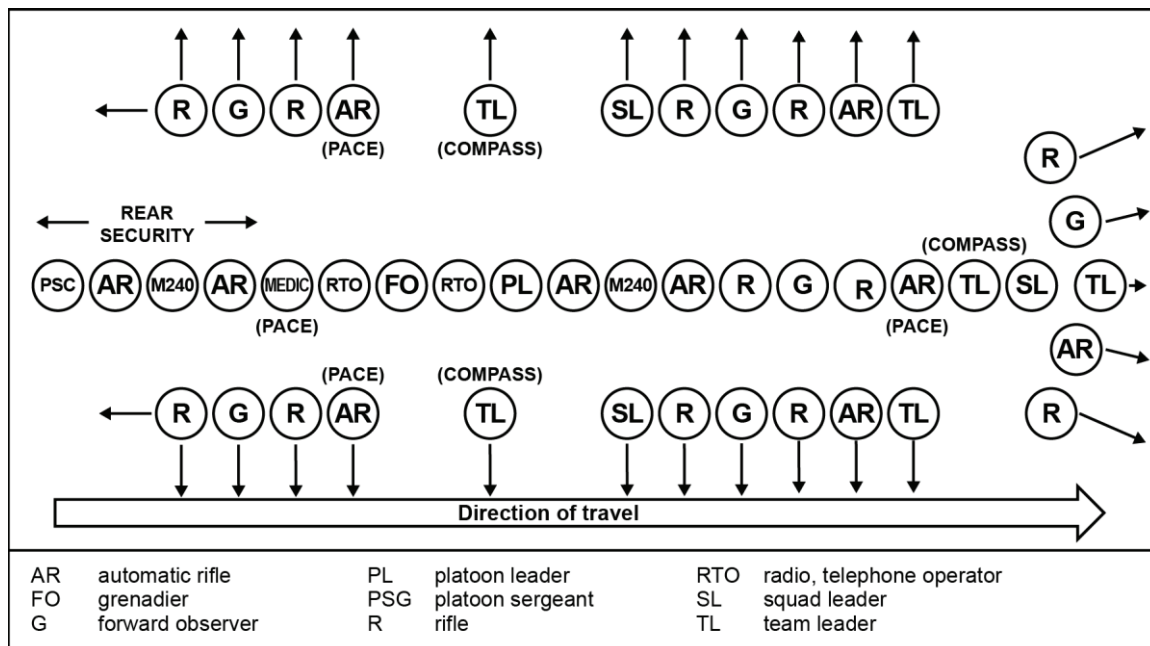 R G R AR TL SL R G R AR TL
(PACE) (COMPASS)
R
G
REAR
SECURITY
(COMPASS)
PSC AR M240 AR MEDIC RTO FO RTO PL AR M240 AR R G R AR TL SL TL
(PACE) (PACE)
AR
(PACE) (COMPASS)
R G R AR TL SL R G R AR TL R
Direction of travel
AR automatic rifle PL platoon leader RTO radio, telephone operator
FO grenadier PSG platoon sergeant SL squad leader
G forward observer R rifle TL team leader